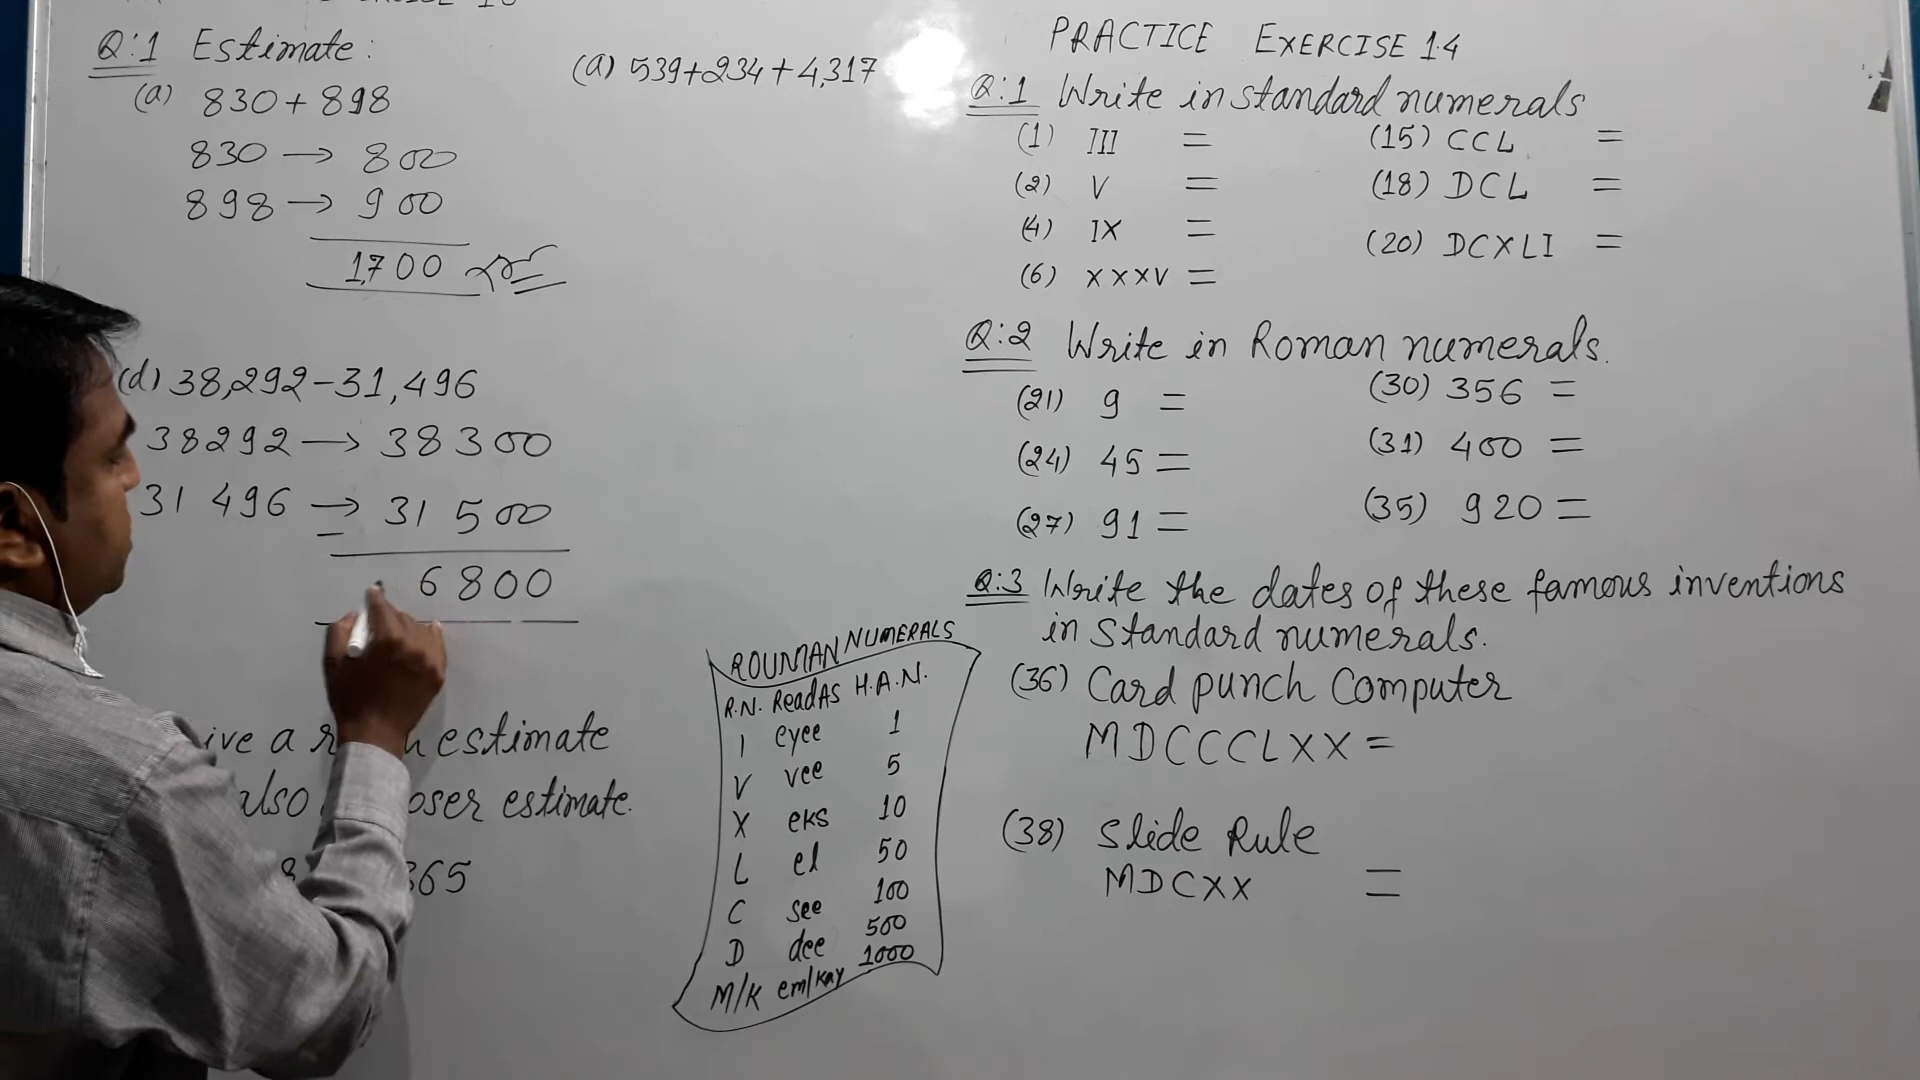 Q:1 Estimate:
(a) 830 + 898
830 → 800
898 → 900
1,700
(d) 38,292 - 31,496
38292 → 38300
31 496 → 31 500
-
6800
a estimate
also estimate.
365
(a) 539+234+4,317
ROUMAN NUMERALS
R.N. Read As H.A.N.
I eyee 1
V vee 5
X eks 10
L el 50
C see 100
D dee 500
M/K em/kay 1000
PRACTICE EXERCISE 1.4
Q:1 Write in standard numerals
(1) III =
(2) V =
(4) IX =
(6) XXXV =
(15) CCL =
(18) DCL =
(20) DCXLI =
Q:2 Write in Roman numerals.
(21) 9 =
(24) 45 =
(27) 91 =
(30) 356 =
(31) 400 =
(35) 920 =
Q:3 Write the dates of these famous inventions
in standard numerals.
(36) Card punch Computer
MDCCCLXX =
(38) Slide Rule
MDCXX =